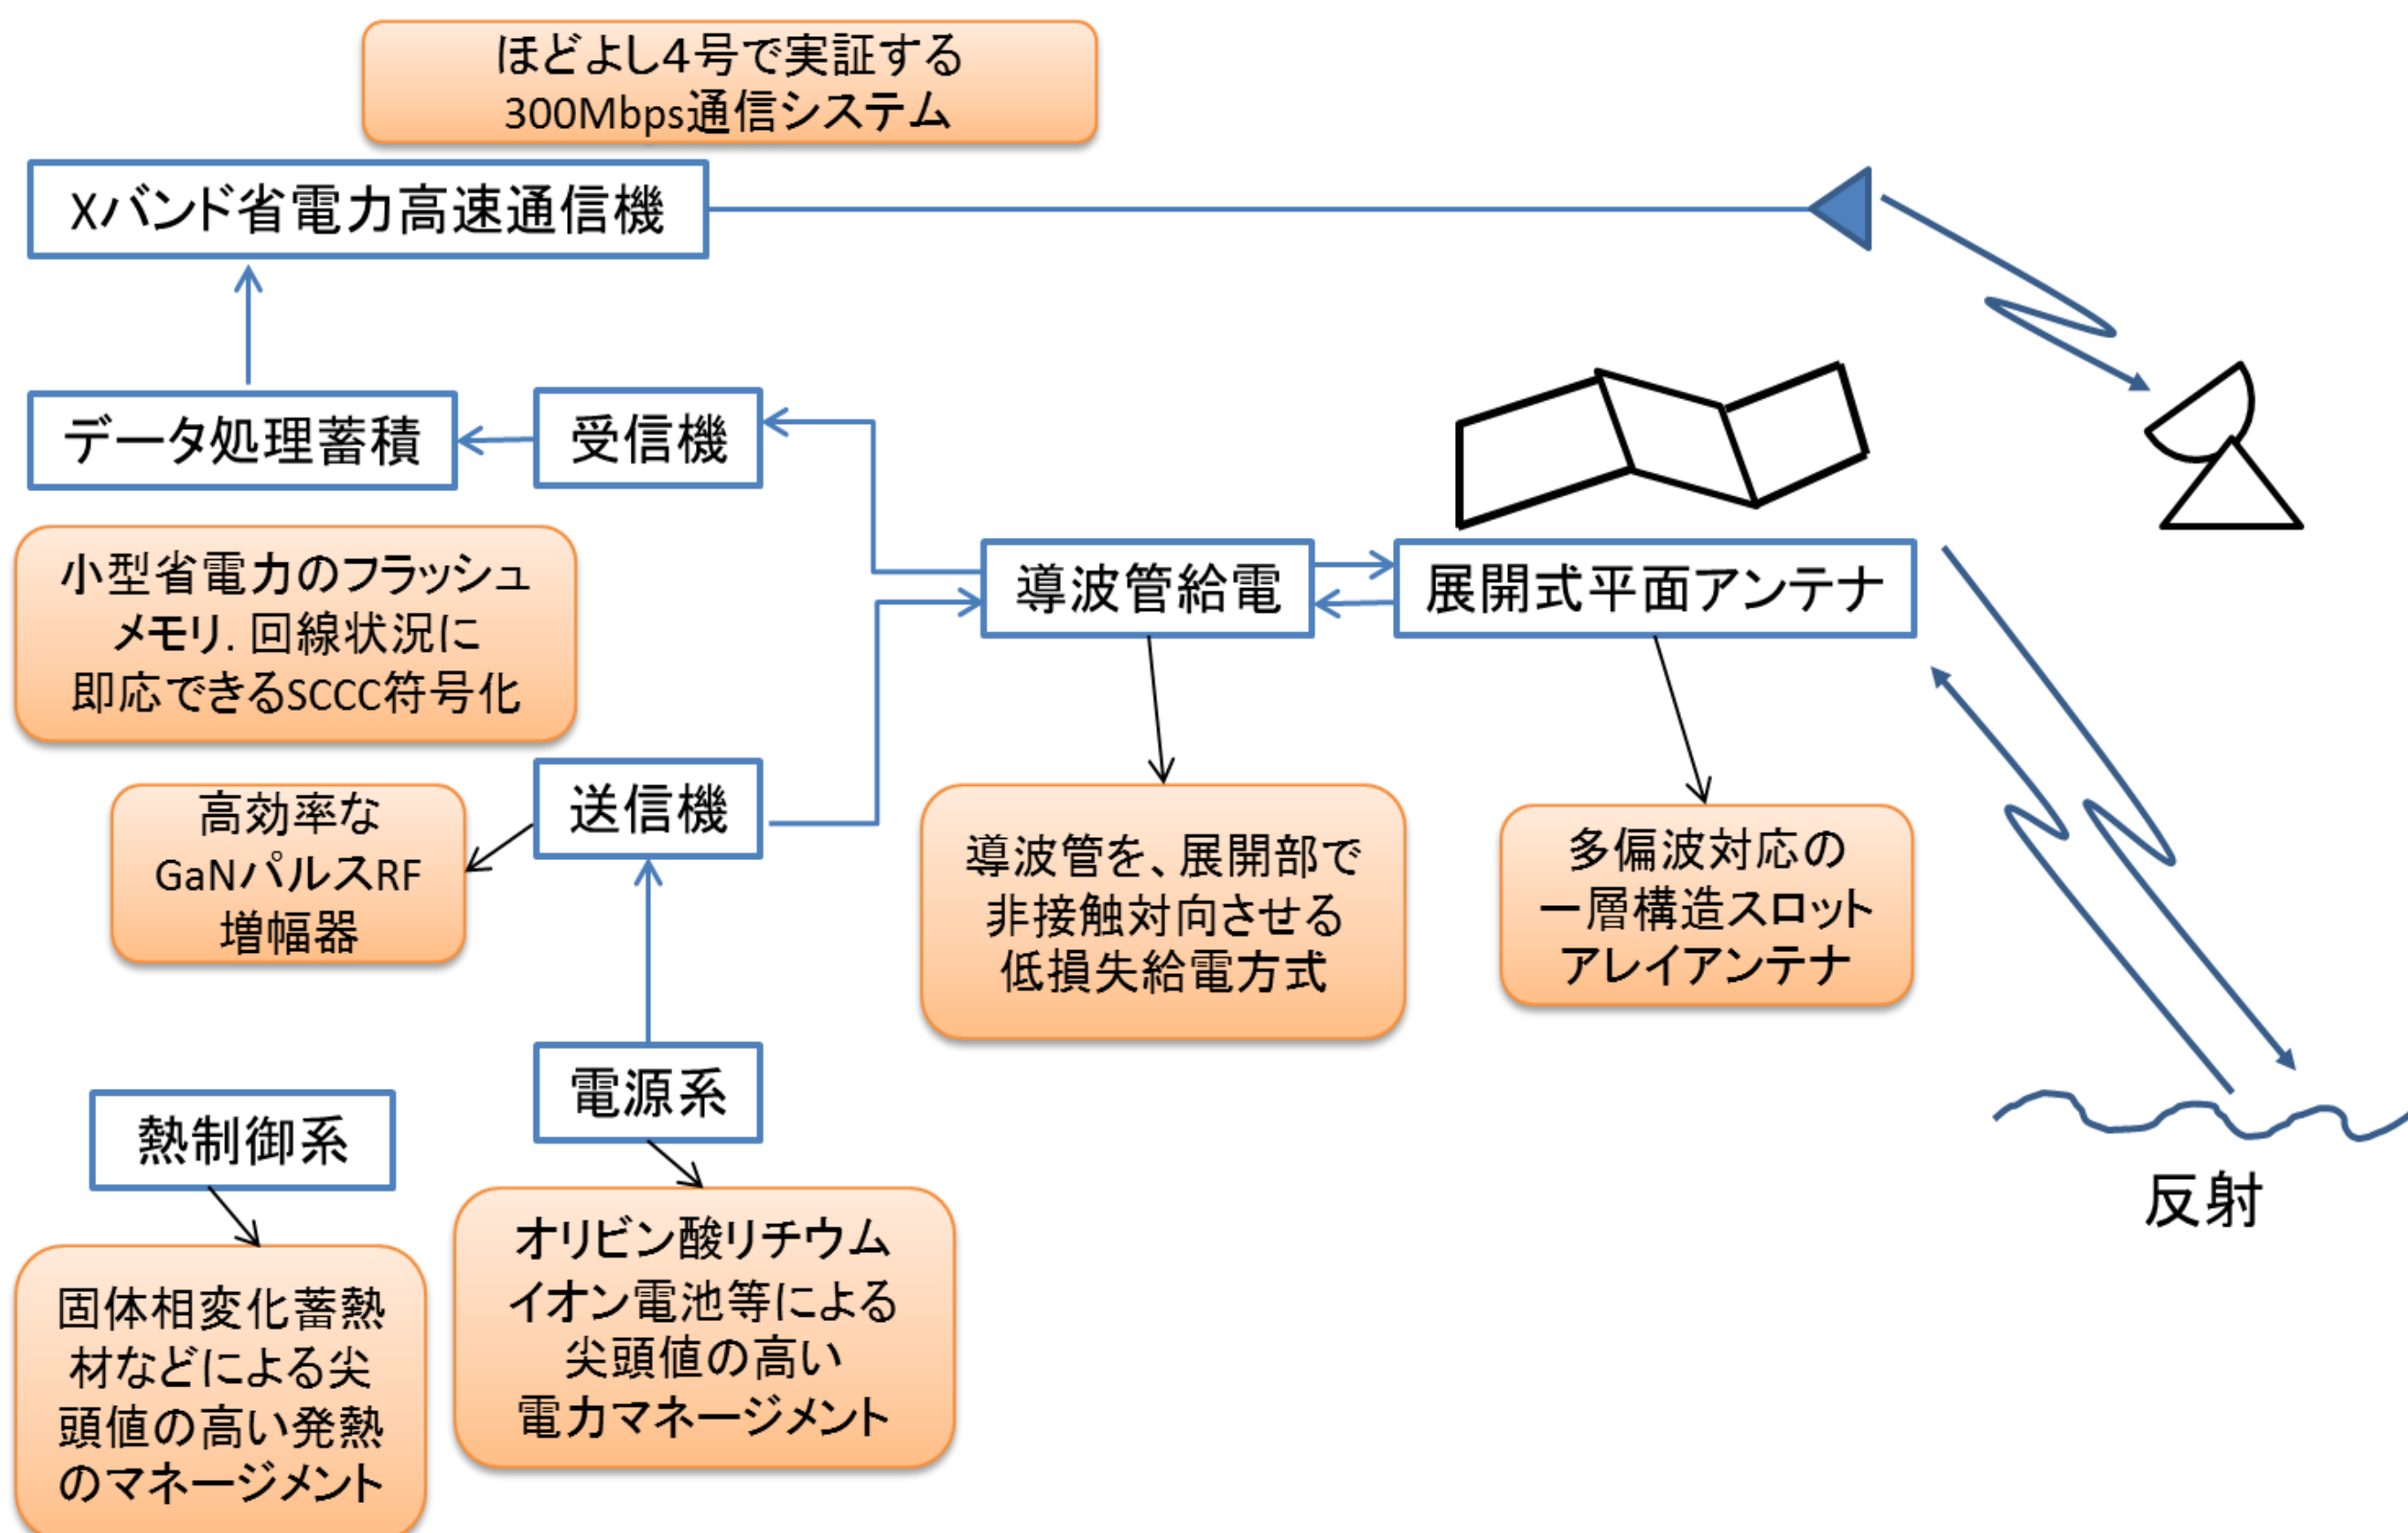 ほどよし４号で実証する
300Mbps通信システム
Xバンド省電力高速通信機
データ処理蓄積
受信機
小型省電力のフラッシュ
メモリ. 回線状況に
即応できるSCCC符号化
導波管給電
展開式平面アンテナ
送信機
高効率な
GaNパルスRF
増幅器
導波管を、展開部で
非接触対向させる
低損失給電方式
多偏波対応の
一層構造スロット
アレイアンテナ
電源系
熱制御系
反射
オリビン酸リチウム
イオン電池等による
尖頭値の高い
電力マネージメント
固体相変化蓄熱
材などによる尖
頭値の高い発熱
のマネージメント